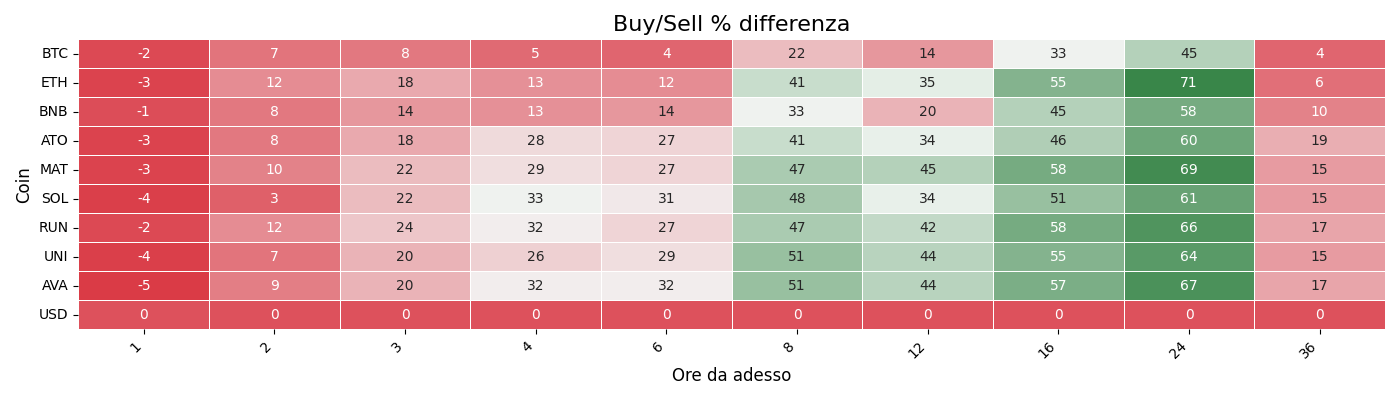 Buy/Sell % differenza
BTC -2 7 8 5 4 22 14 33 45 4
ETH -3 12 18 13 12 41 35 55 71 6
BNB -1 8 14 13 14 33 20 45 58 10
ATO -3 8 18 28 27 41 34 46 60 19
MAT -3 10 22 29 27 47 45 58 69 15
SOL -4 3 22 33 31 48 34 51 61 15
RUN -2 12 24 32 27 47 42 58 66 17
UNI -4 7 20 26 29 51 44 55 64 15
AVA -5 9 20 32 32 51 44 57 67 17
USD 0 0 0 0 0 0 0 0 0 0
1 2 3 4 6 8 12 16 24 36
Coin
Ore da adesso